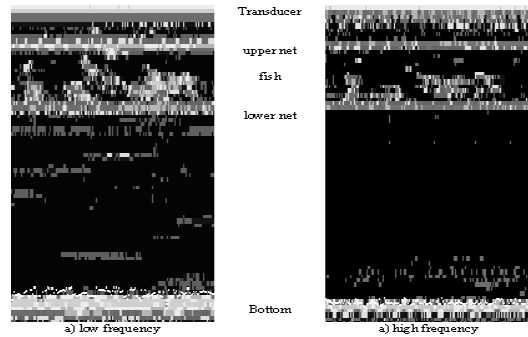 Transducer
upper net
fish
lower net
Bottom
a) low frequency
a) high frequency